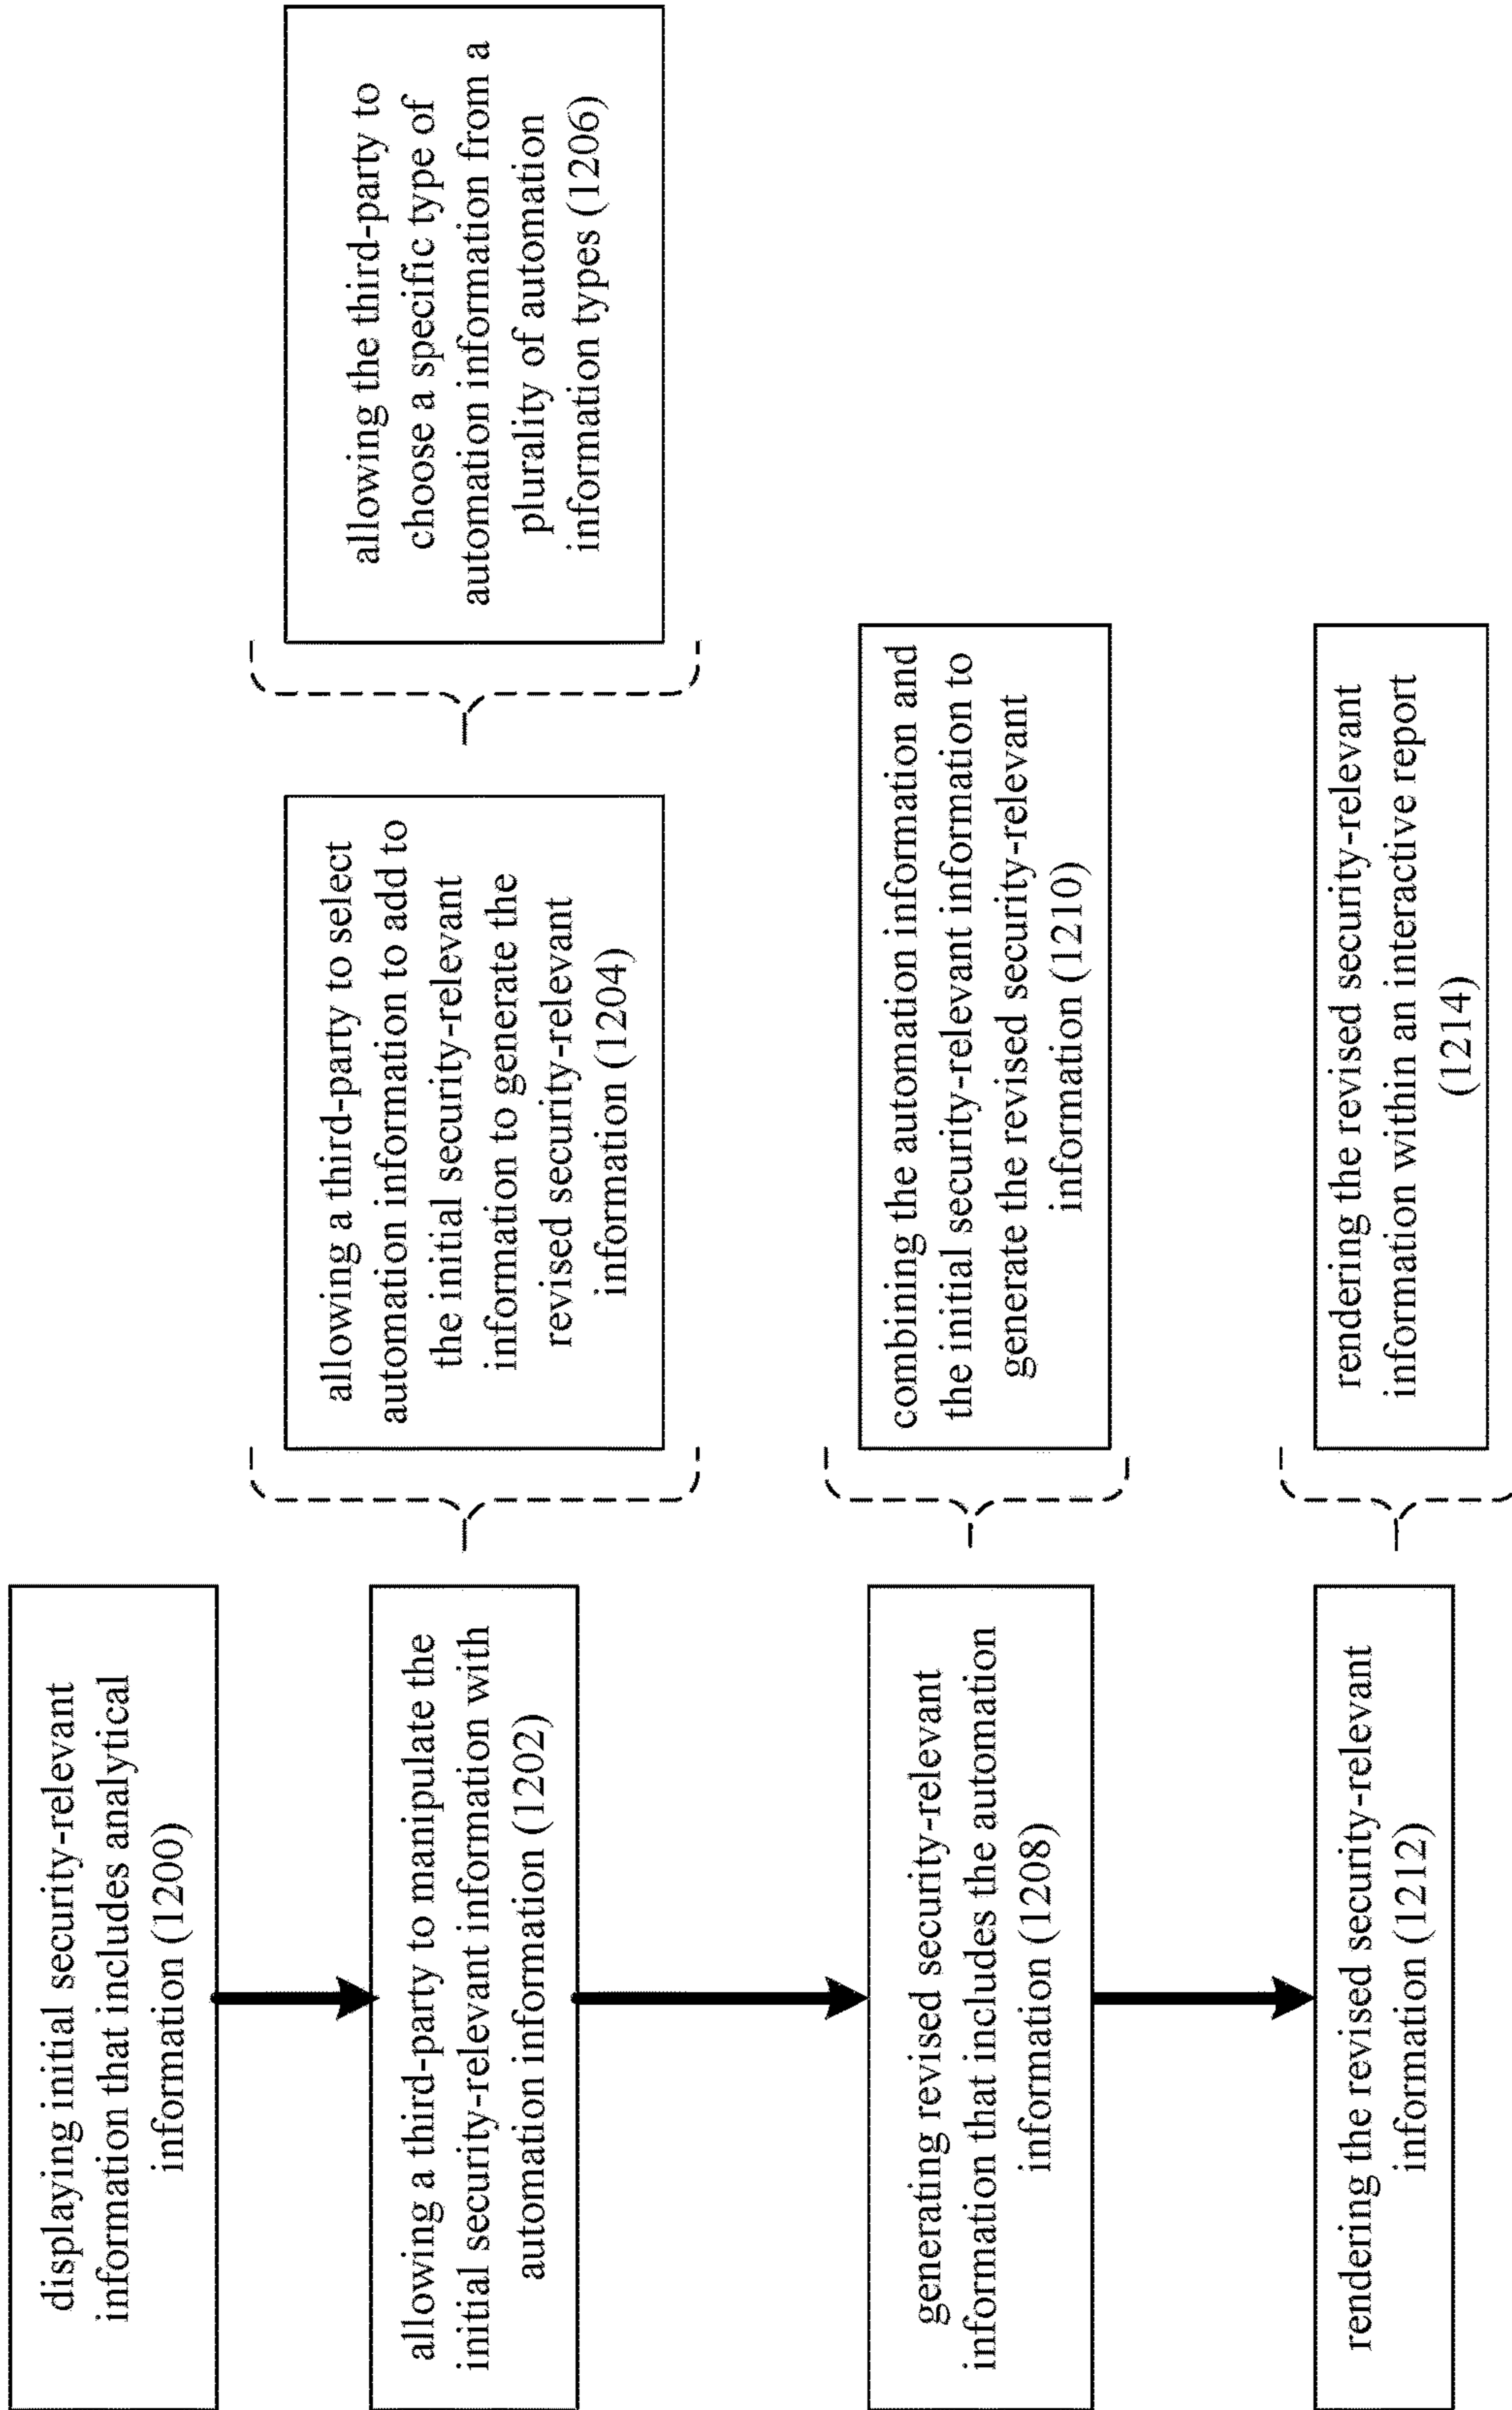 displaying initial security-relevant
information that includes analytical
information (1200)
allowing a third-party to manipulate the
initial security-relevant information with
automation information (1202)
allowing a third-party to select
automation information to add to
the initial security-relevant
information to generate the
revised security-relevant
information (1204)
allowing the third-party to
choose a specific type of
automation information from a
plurality of automation
information types (1206)
generating revised security-relevant
information that includes the automation
information (1208)
combining the automation information and
the initial security-relevant information to
generate the revised security-relevant
information (1210)
rendering the revised security-relevant
information (1212)
rendering the revised security-relevant
information within an interactive report
(1214)